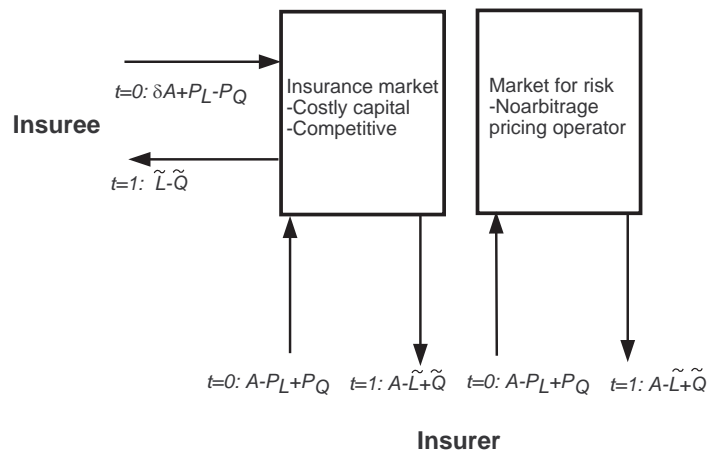 Insurance market
-Costly capital
-Competitive
Market for risk
-Noarbitrage
pricing operator
t=0: δA+P_L-P_Q
Insuree
t=1: L̃-Q̃
t=0: A-P_L+P_Q
t=1: A-L̃+Q̃
t=0: A-P_L+P_Q
t=1: A-L̃+Q̃
Insurer